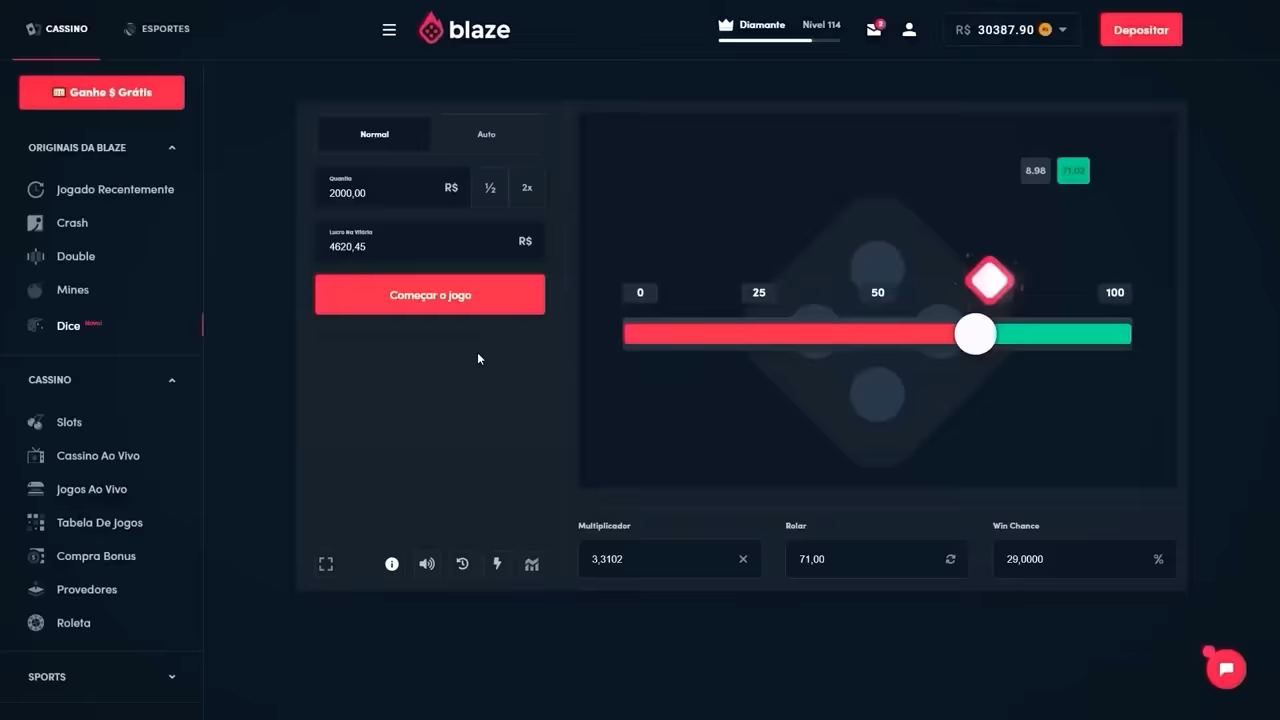 CASSINO
ESPORTES
blaze
Diamante
Nível 114
2
R$ 30387.90
Depositar
Ganhe $ Grátis
ORIGINAIS DA BLAZE
Jogado Recentemente
Crash
Double
Mines
Dice Novo!
CASSINO
Slots
Cassino Ao Vivo
Jogos Ao Vivo
Tabela De Jogos
Compra Bonus
Provedores
Roleta
SPORTS
Normal
Auto
Quantia
2000,00
R$
½
2x
Lucro Na Vitória
4620,45
R$
Começar o jogo
8.98
71.02
0
25
50
100
Multiplicador
Rolar
Win Chance
3,3102
71,00
29,0000
%